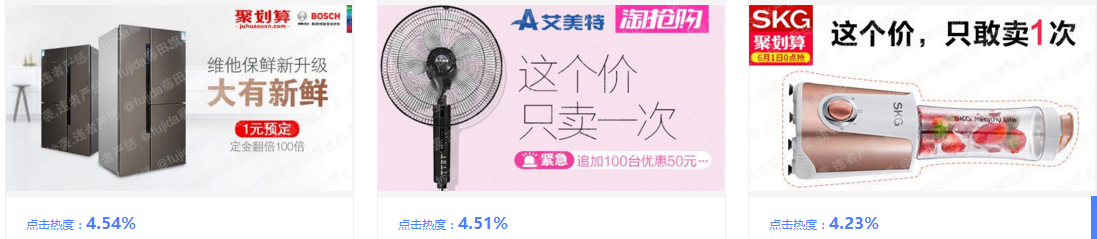 聚划算
juhuasuan.com
BOSCH
维他保鲜新升级
大有新鲜
1元预定
定金翻倍100倍
点击热度：4.54%
艾美特
淘抢购
这个价
只卖一次
紧急 追加100台优惠50元···
点击热度：4.51%
SKG
聚划算
6月1日0点抢
这个价，只敢卖1次
SKG
SKG Healthy Life
点击热度：4.23%